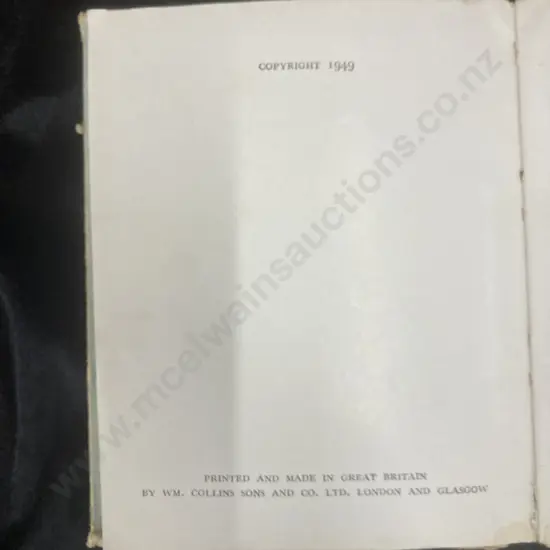 COPYRIGHT 1949
www.mcelwainsauctions.co.nz
PRINTED AND MADE IN GREAT BRITAIN
BY WM. COLLINS SONS AND CO. LTD. LONDON AND GLASGOW